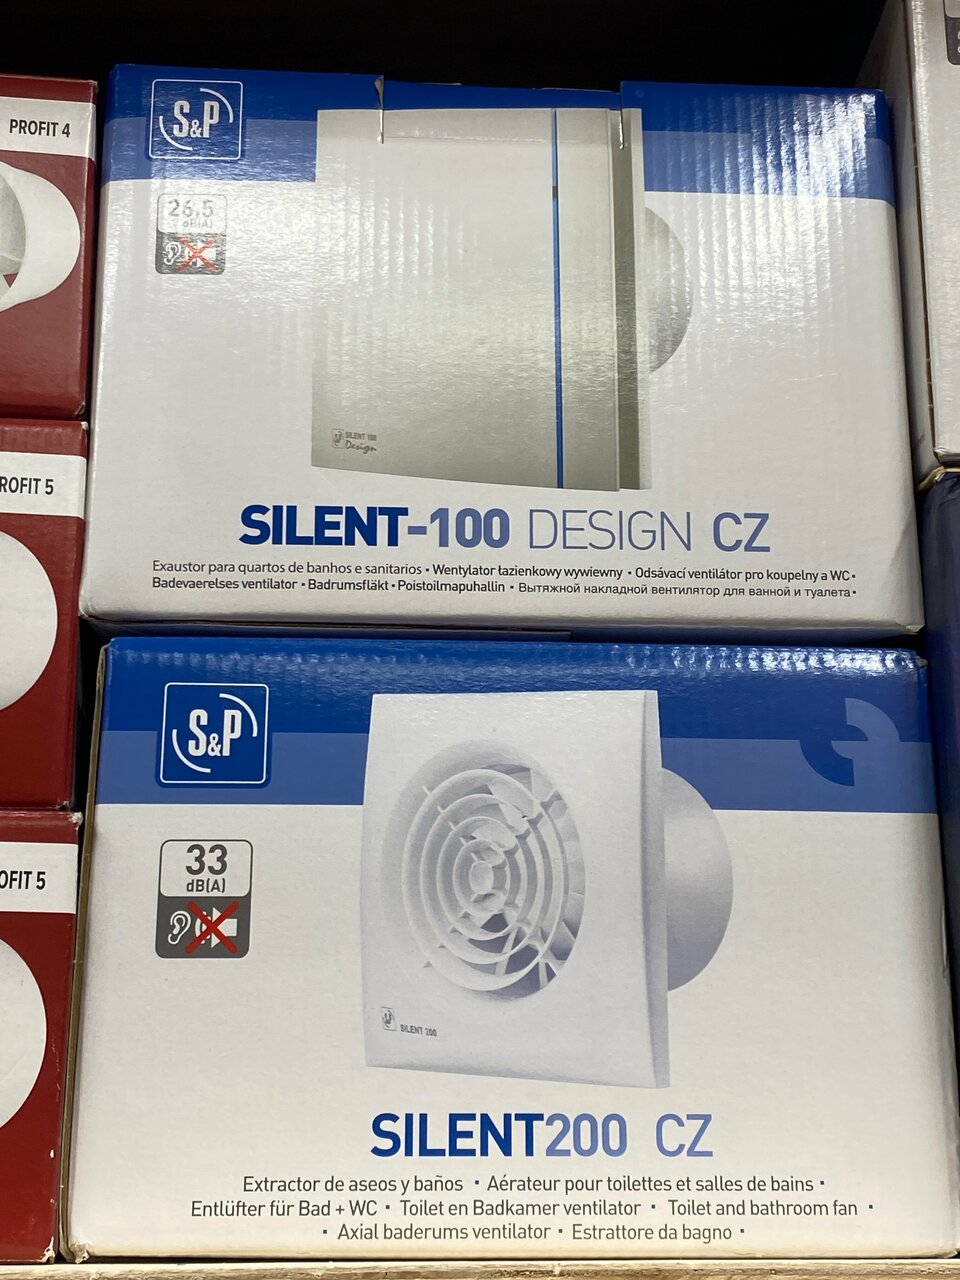 PROFIT 4
ROFIT 5
OFIT 5
S&P
26,5
dB(A)
SILENT 100
Design
SILENT-100 DESIGN CZ
Exaustor para quartos de banhos e sanitarios • Wentylator łazienkowy wywiewny • Odsávací ventilátor pro koupelny a WC •
Badevaerelses ventilator • Badrumsfläkt • Poistoilmapuhallin • Вытяжной накладной вентилятор для ванной и туалета •
S&P
33
dB(A)
SILENT 200
SILENT200 CZ
Extractor de aseos y baños • Aérateur pour toilettes et salles de bains •
Entlüfter für Bad + WC • Toilet en Badkamer ventilator • Toilet and bathroom fan •
• Axial baderums ventilator • Estrattore da bagno •